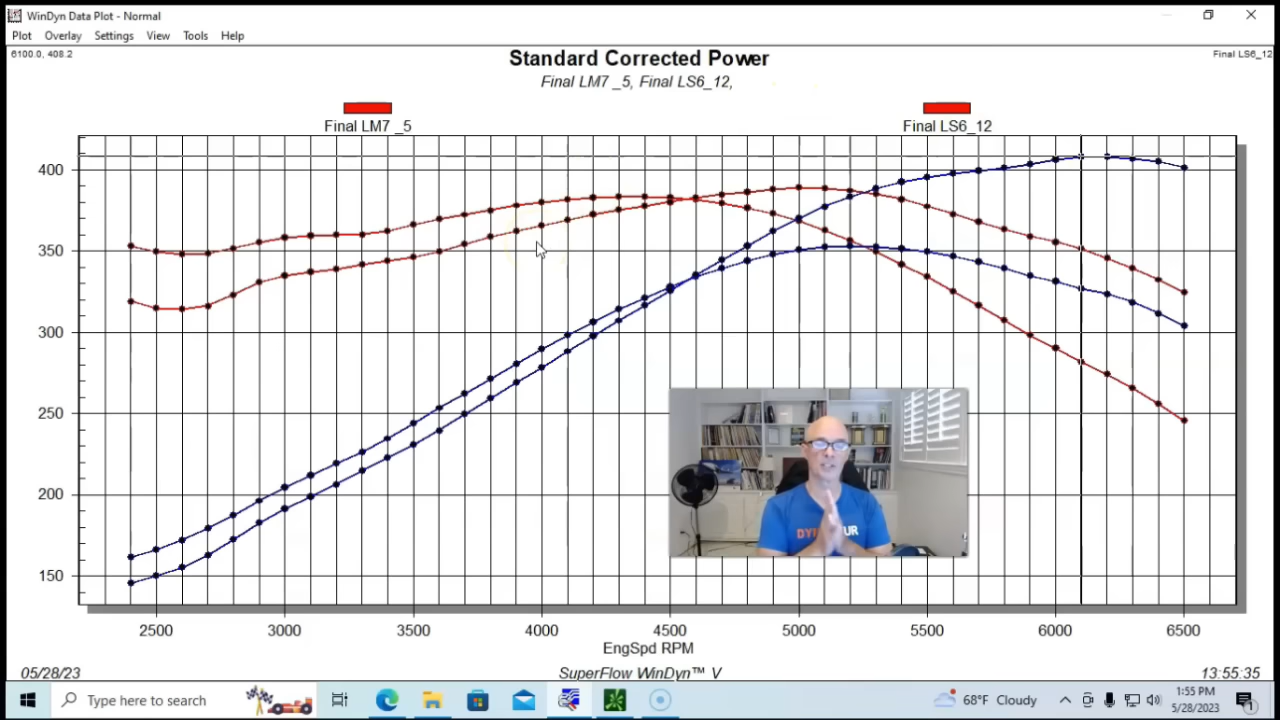 WinDyn Data Plot - Normal
Plot Overlay Settings View Tools Help
6100.0, 408.2
Final LS6_12
Standard Corrected Power
Final LM7 _5, Final LS6_12,
Final LM7 _5
Final LS6_12
400
350
300
250
200
150
2500 3000 3500 4000 4500 5000 5500 6000 6500
EngSpd RPM
05/28/23
SuperFlow WinDyn™ V
13:55:35
Type here to search
68°F Cloudy
1:55 PM
5/28/2023
1